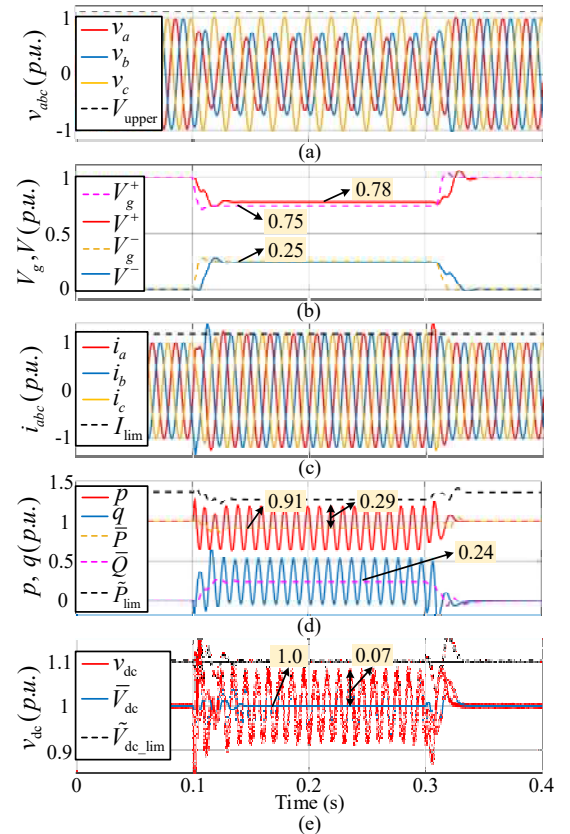 v_abc (p.u.)
1
0
-1
v_a
v_b
v_c
V_upper
(a)
V_g, V (p.u.)
1
0.5
0
V_g^+
V^+
V_g^-
V^-
0.78
0.75
0.25
(b)
i_abc (p.u.)
1
0
-1
i_a
i_b
i_c
I_lim
(c)
p, q (p.u.)
1.5
1
0.5
0
p
q
P̄
Q̄
P̃_lim
0.91
0.29
0.24
(d)
v_dc (p.u.)
1.1
1
0.9
v_dc
V̄_dc
Ṽ_dc_lim
1.0
0.07
0
0.1
0.2
0.3
0.4
Time (s)
(e)